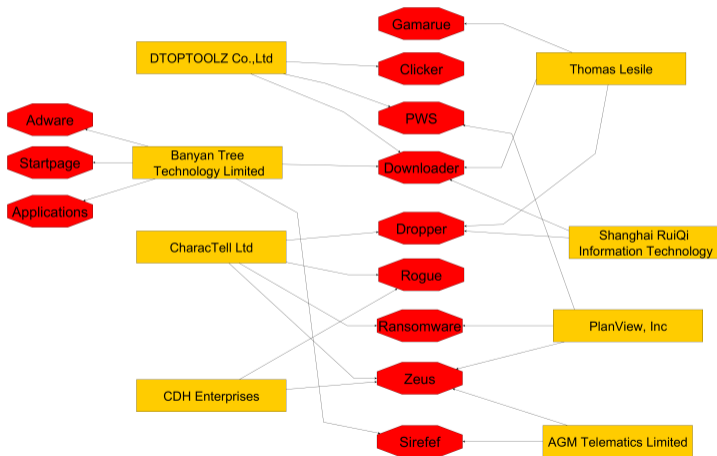 Gamarue
DTOPTOOLZ Co.,Ltd
Clicker
Thomas Lesile
PWS
Adware
Banyan Tree
Technology Limited
Startpage
Downloader
Applications
Dropper
Shanghai RuiQi
Information Technology
CharacTell Ltd
Rogue
Ransomware
PlanView, Inc
Zeus
CDH Enterprises
Sirefef
AGM Telematics Limited